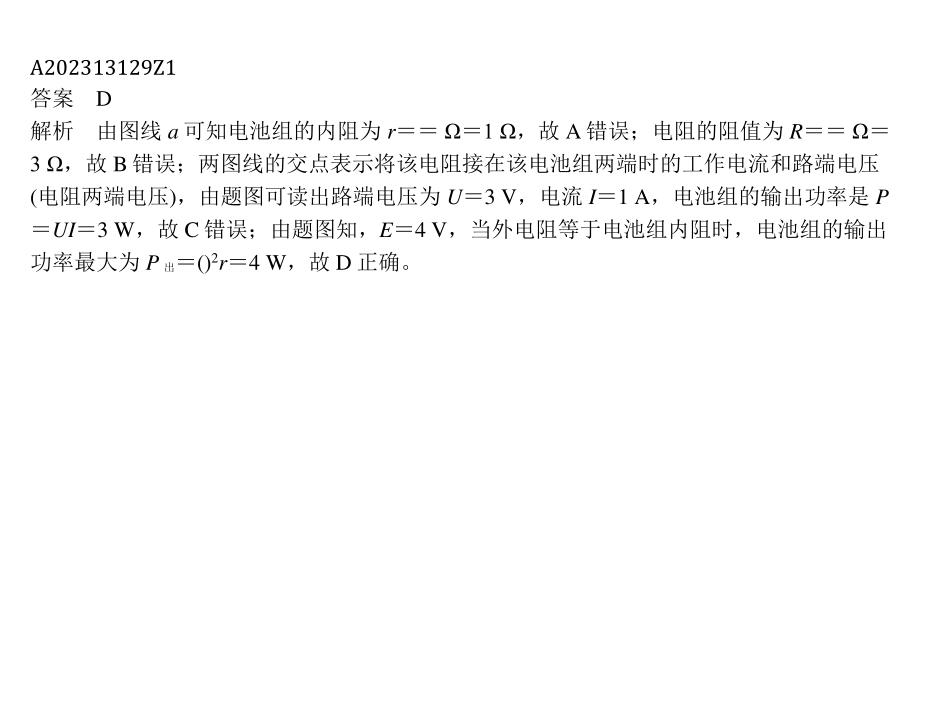 A202313129Z1
答案　D
解析　由图线 a 可知电池组的内阻为 r＝＝ Ω＝1 Ω，故 A 错误；电阻的阻值为 R＝＝ Ω＝
3 Ω，故 B 错误；两图线的交点表示将该电阻接在该电池组两端时的工作电流和路端电压
(电阻两端电压)，由题图可读出路端电压为 U＝3 V，电流 I＝1 A，电池组的输出功率是 P
＝UI＝3 W，故 C 错误；由题图知，E＝4 V，当外电阻等于电池组内阻时，电池组的输出
功率最大为 P 出＝()²r＝4 W，故 D 正确。